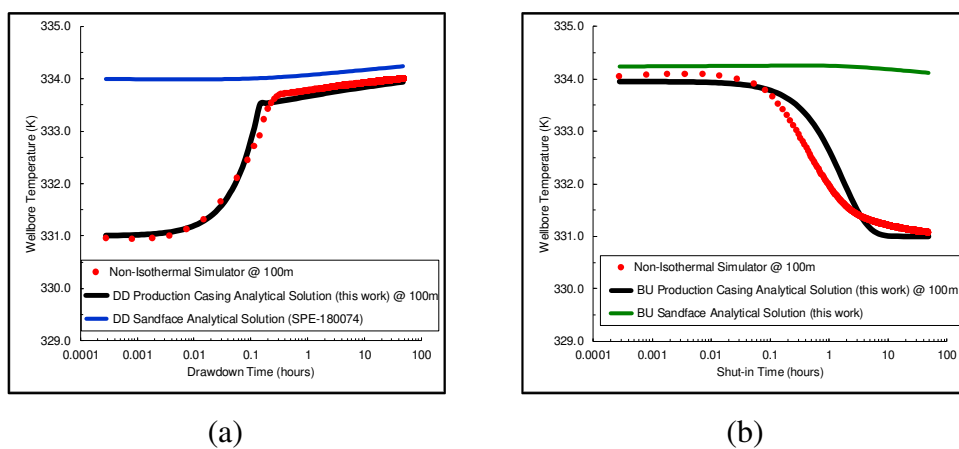 335.0
334.0
333.0
332.0
331.0
330.0
329.0
Wellbore Temperature (K)
Non-Isothermal Simulator @ 100m
DD Production Casing Analytical Solution (this work) @ 100m
DD Sandface Analytical Solution (SPE-180074)
0.0001 0.001 0.01 0.1 1 10 100
Drawdown Time (hours)
(a)
335.0
334.0
333.0
332.0
331.0
330.0
329.0
Wellbore Temperature (K)
Non-Isothermal Simulator @ 100m
BU Production Casing Analytical Solution (this work) @ 100m
BU Sandface Analytical Solution (this work)
0.0001 0.001 0.01 0.1 1 10 100
Shut-in Time (hours)
(b)